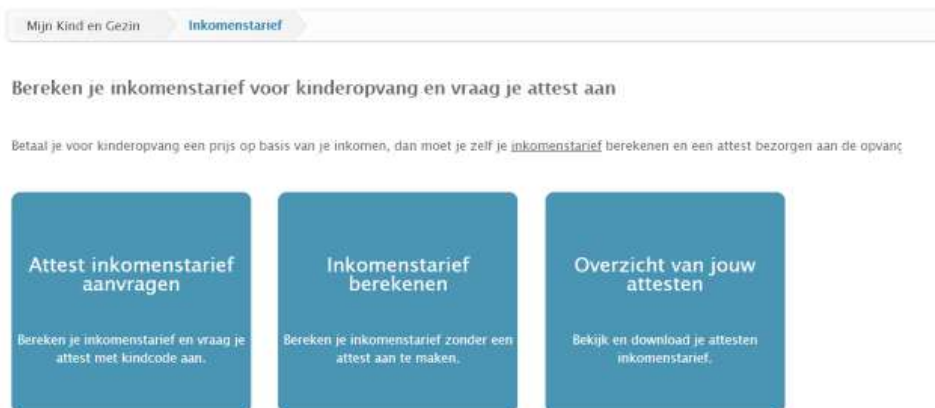 Mijn Kind en Gezin
Inkomenstarief
Bereken je inkomenstarief voor kinderopvang en vraag je attest aan
Betaal je voor kinderopvang een prijs op basis van je inkomen, dan moet je zelf je inkomenstarief berekenen en een attest bezorgen aan de opvang
Attest inkomenstarief
aanvragen
Bereken je inkomenstarief en vraag je
attest met kindcode aan.
Inkomenstarief
berekenen
Bereken je inkomenstarief zonder een
attest aan te maken.
Overzicht van jouw
attesten
Bekijk en download je attesten
inkomenstarief.